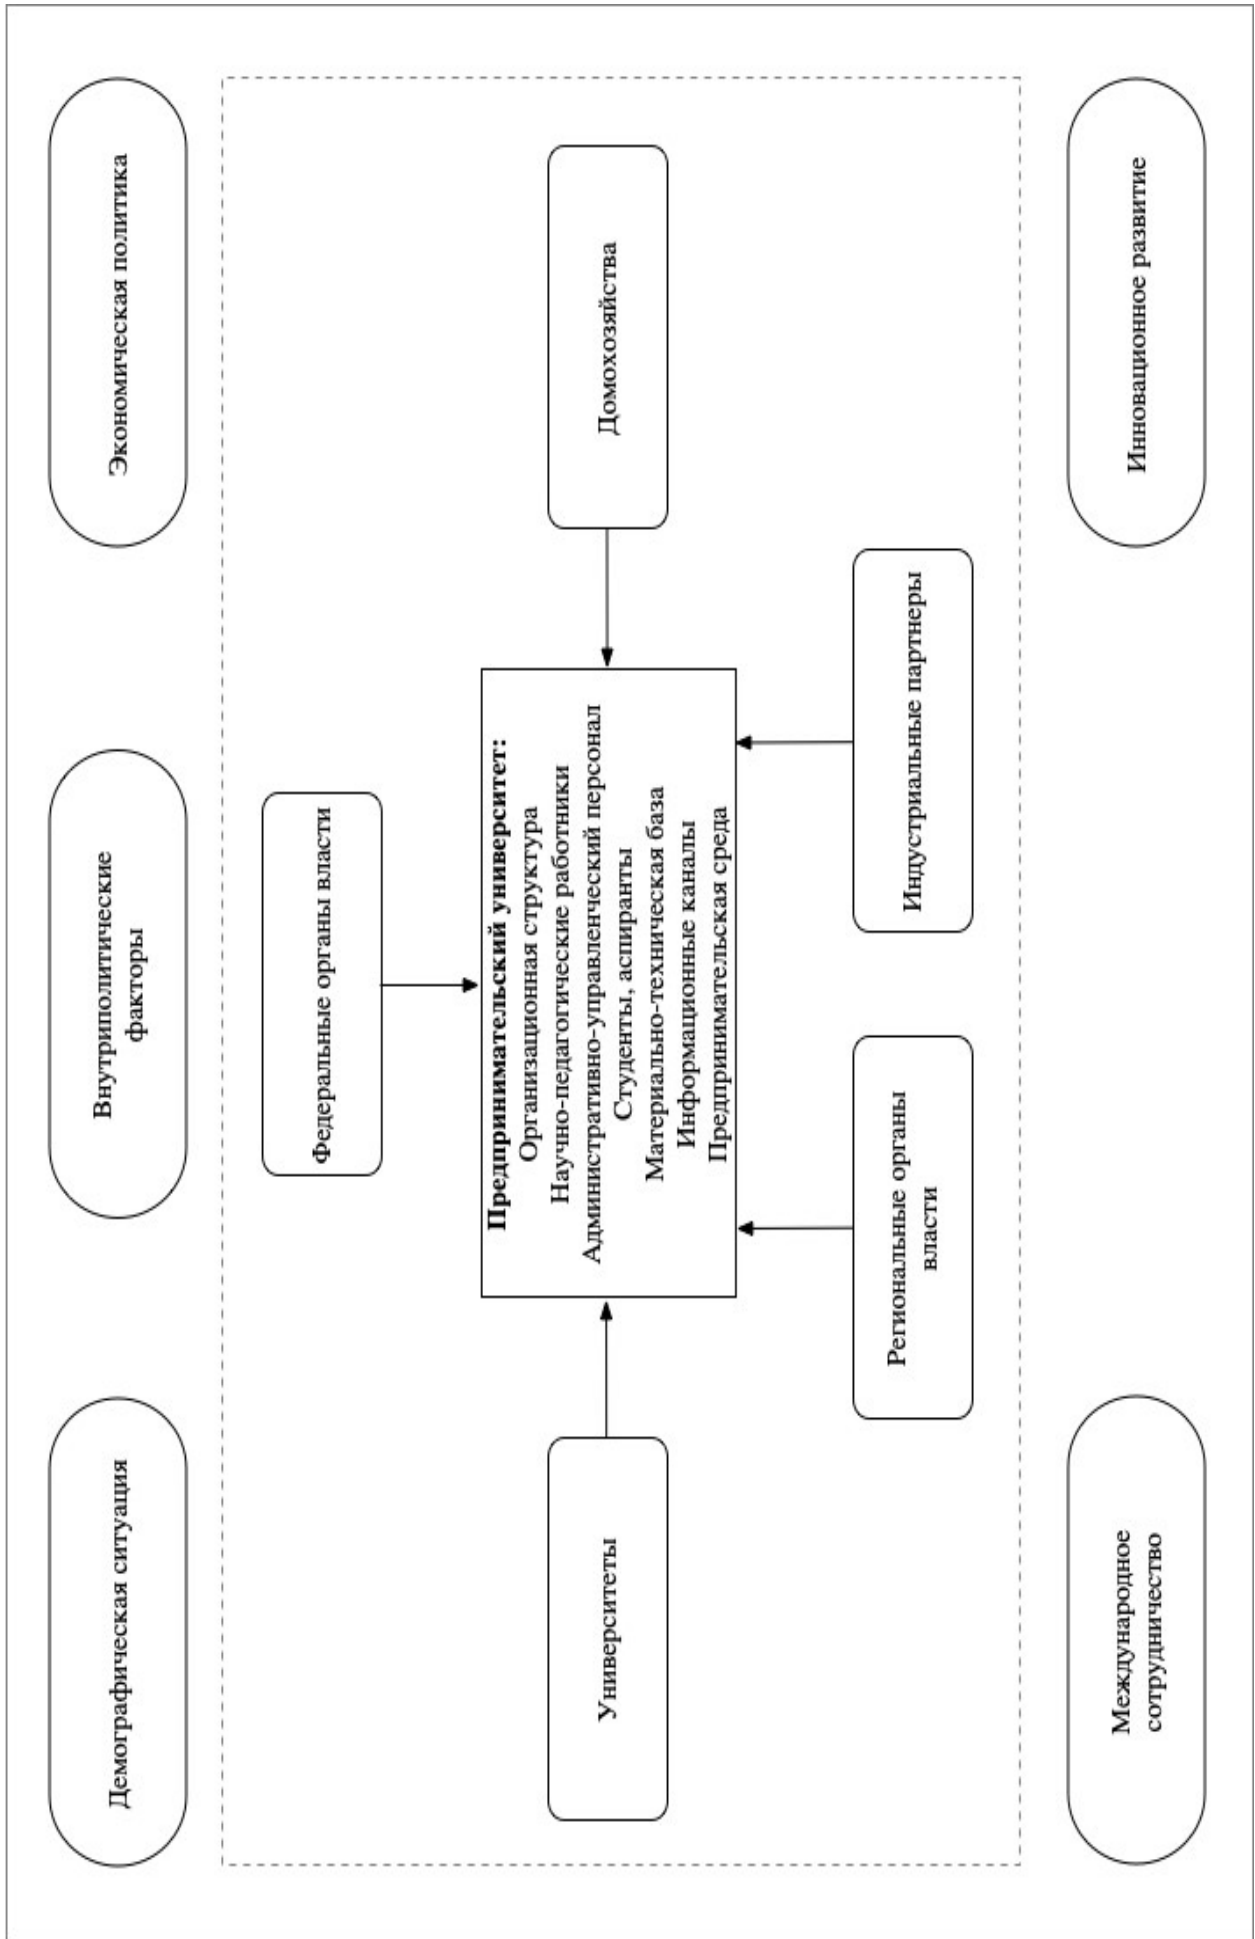 Демографическая ситуация
Внутриполитические
факторы
Экономическая политика
Федеральные органы власти
Университеты
Предпринимательский университет:
Организационная структура
Научно-педагогические работники
Административно-управленческий персонал
Студенты, аспиранты
Материально-техническая база
Информационные каналы
Предпринимательская среда
Домохозяйства
Региональные органы
власти
Индустриальные партнеры
Международное
сотрудничество
Инновационное развитие